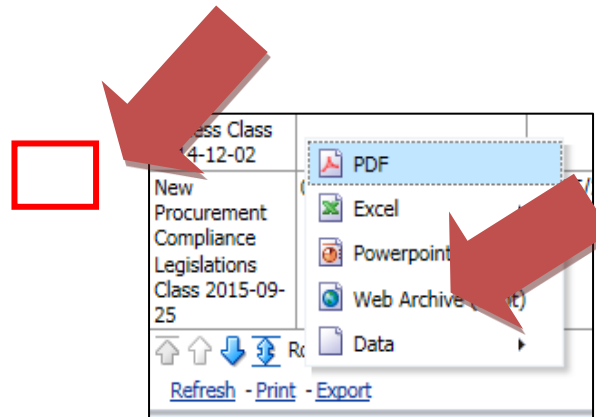 ess Class
4-12-02
New
Procurement
Compliance
Legislations
Class 2015-09-
25
PDF
Excel
Powerpoint
Web Archive
Data
Refresh - Print - Export